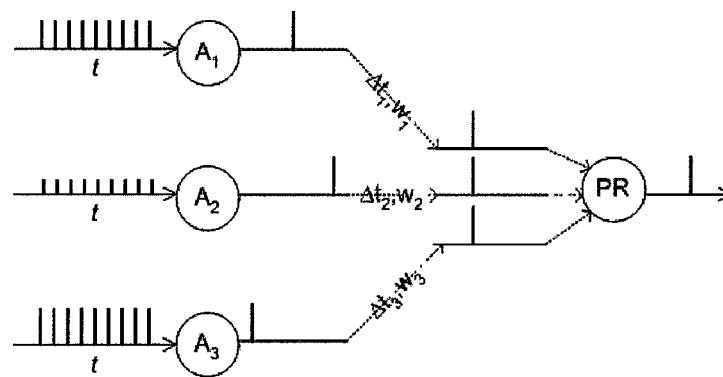 A1
t
Δt1,w1
A2
t
Δt2,w2
PR
Δt3,w3
A3
t